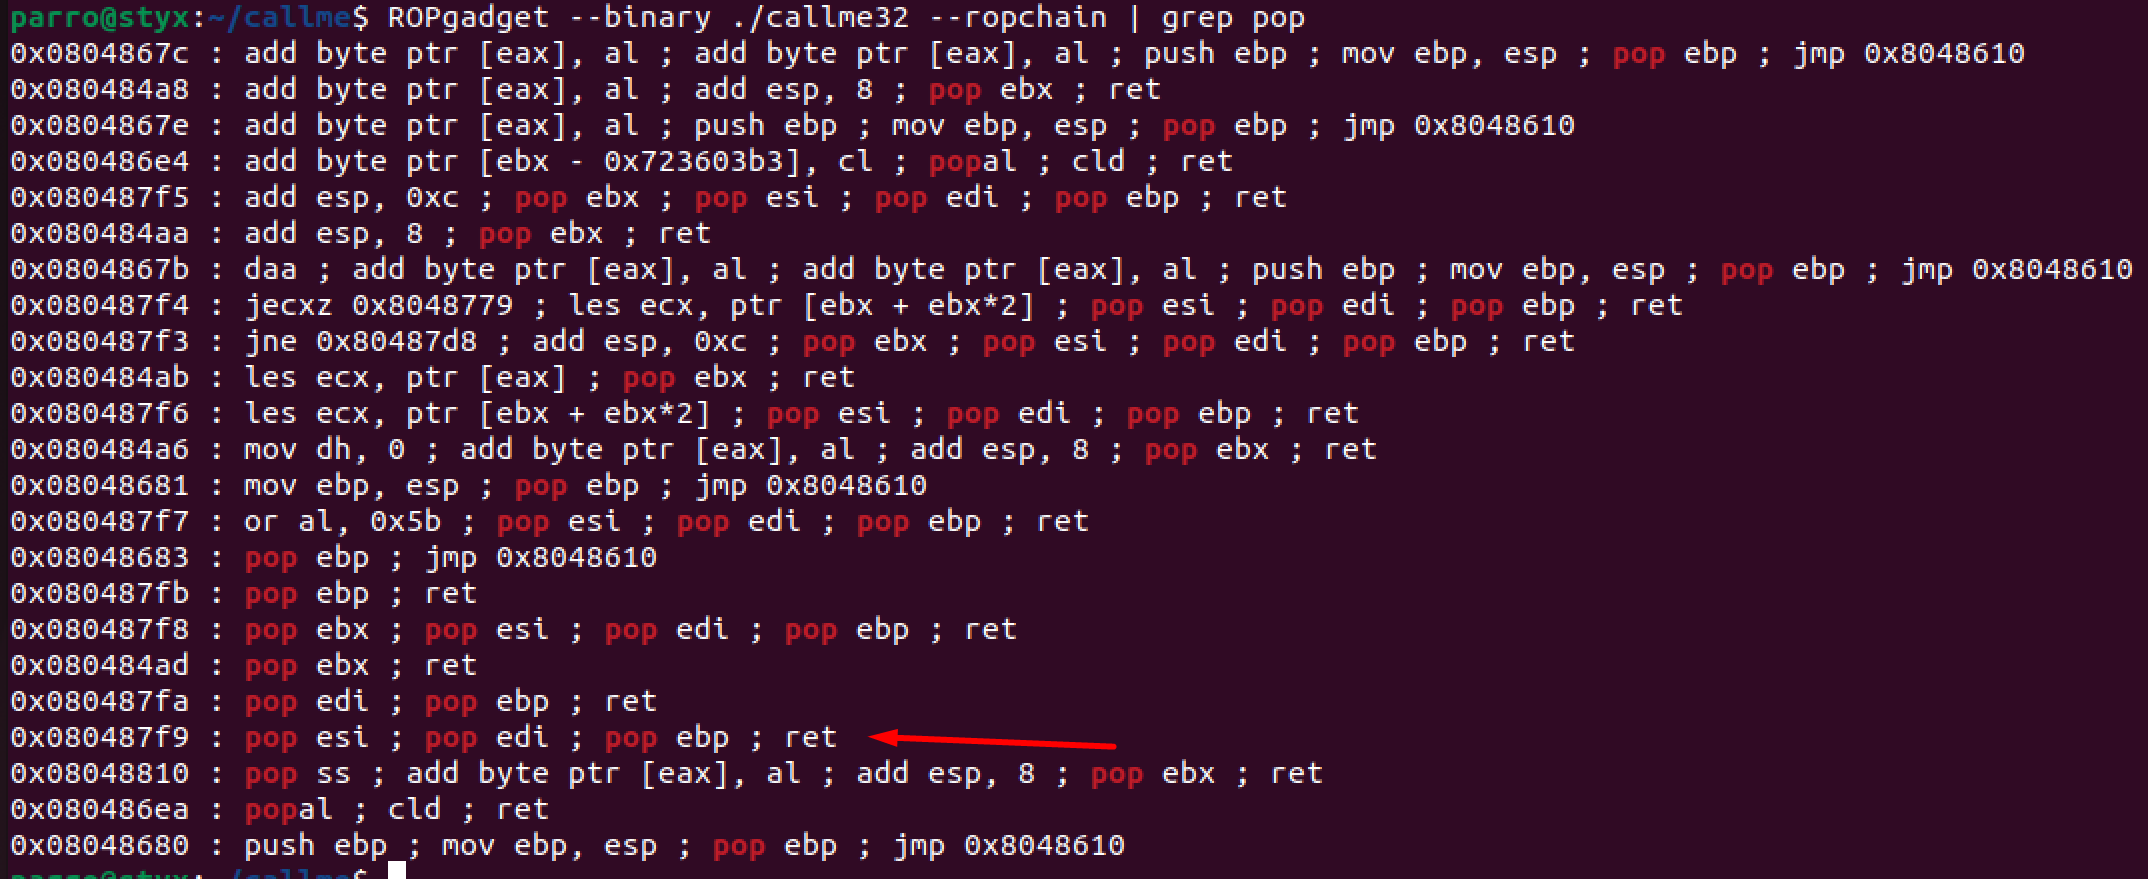 parro@styx:~/callme$ ROPgadget --binary ./callme32 --ropchain | grep pop
0x0804867c : add byte ptr [eax], al ; add byte ptr [eax], al ; push ebp ; mov ebp, esp ; pop ebp ; jmp 0x8048610
0x080484a8 : add byte ptr [eax], al ; add esp, 8 ; pop ebx ; ret
0x0804867e : add byte ptr [eax], al ; push ebp ; mov ebp, esp ; pop ebp ; jmp 0x8048610
0x080486e4 : add byte ptr [ebx - 0x723603b3], cl ; popal ; cld ; ret
0x080487f5 : add esp, 0xc ; pop ebx ; pop esi ; pop edi ; pop ebp ; ret
0x080484aa : add esp, 8 ; pop ebx ; ret
0x0804867b : daa ; add byte ptr [eax], al ; add byte ptr [eax], al ; push ebp ; mov ebp, esp ; pop ebp ; jmp 0x8048610
0x080487f4 : jecxz 0x8048779 ; les ecx, ptr [ebx + ebx*2] ; pop esi ; pop edi ; pop ebp ; ret
0x080487f3 : jne 0x80487d8 ; add esp, 0xc ; pop ebx ; pop esi ; pop edi ; pop ebp ; ret
0x080484ab : les ecx, ptr [eax] ; pop ebx ; ret
0x080487f6 : les ecx, ptr [ebx + ebx*2] ; pop esi ; pop edi ; pop ebp ; ret
0x080484a6 : mov dh, 0 ; add byte ptr [eax], al ; add esp, 8 ; pop ebx ; ret
0x08048681 : mov ebp, esp ; pop ebp ; jmp 0x8048610
0x080487f7 : or al, 0x5b ; pop esi ; pop edi ; pop ebp ; ret
0x08048683 : pop ebp ; jmp 0x8048610
0x080487fb : pop ebp ; ret
0x080487f8 : pop ebx ; pop esi ; pop edi ; pop ebp ; ret
0x080484ad : pop ebx ; ret
0x080487fa : pop edi ; pop ebp ; ret
0x080487f9 : pop esi ; pop edi ; pop ebp ; ret
0x08048810 : pop ss ; add byte ptr [eax], al ; add esp, 8 ; pop ebx ; ret
0x080486ea : popal ; cld ; ret
0x08048680 : push ebp ; mov ebp, esp ; pop ebp ; jmp 0x8048610
parro@styx:~/callme$